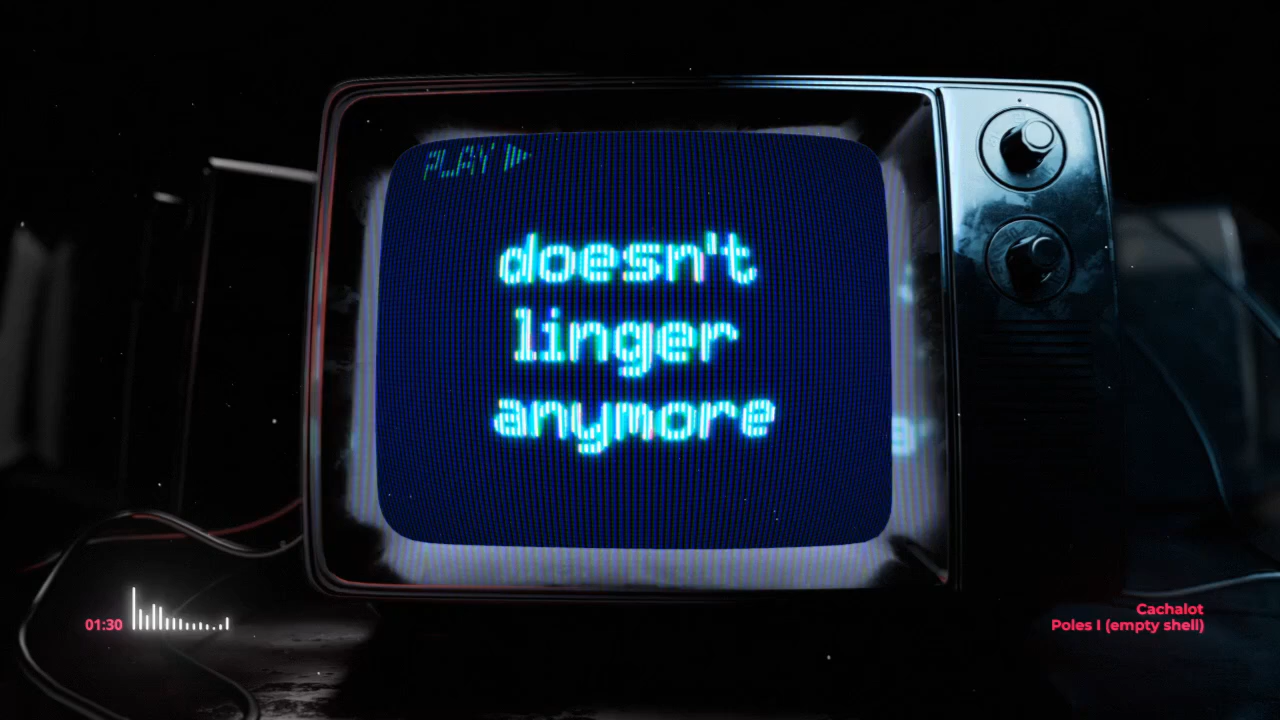 PLAY
doesn't
linger
anymore
01:30
Cachalot
Poles I (empty shell)